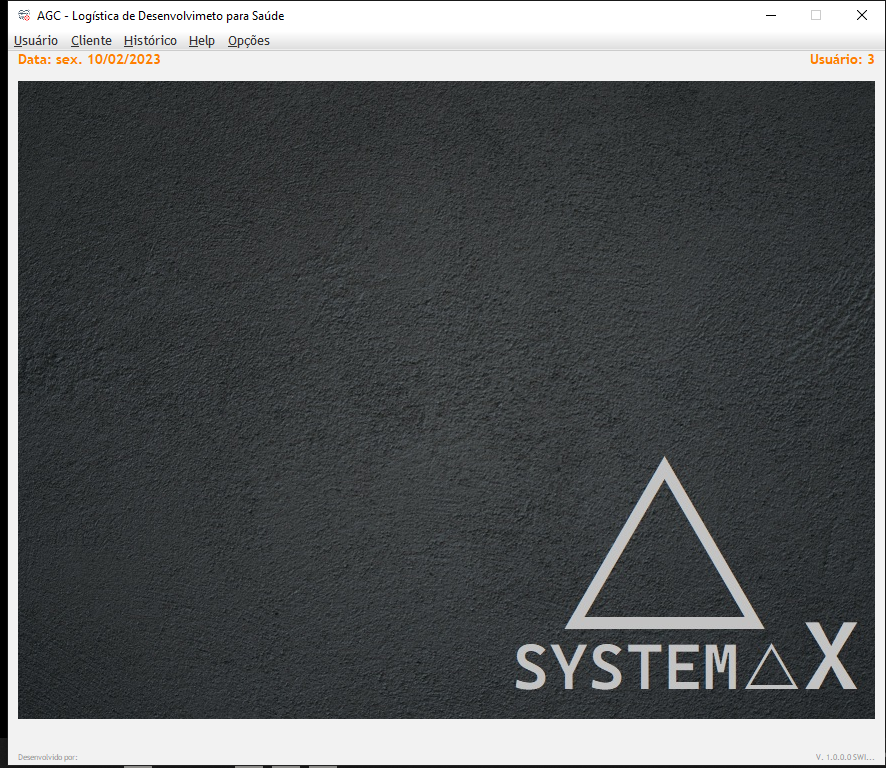 AGC - Logística de Desenvolvimeto para Saúde
Usuário Cliente Histórico Help Opções
Data: sex. 10/02/2023 Usuário: 3
SYSTEM△X
Desenvolvido por: V. 1.0.0.0 SWI...